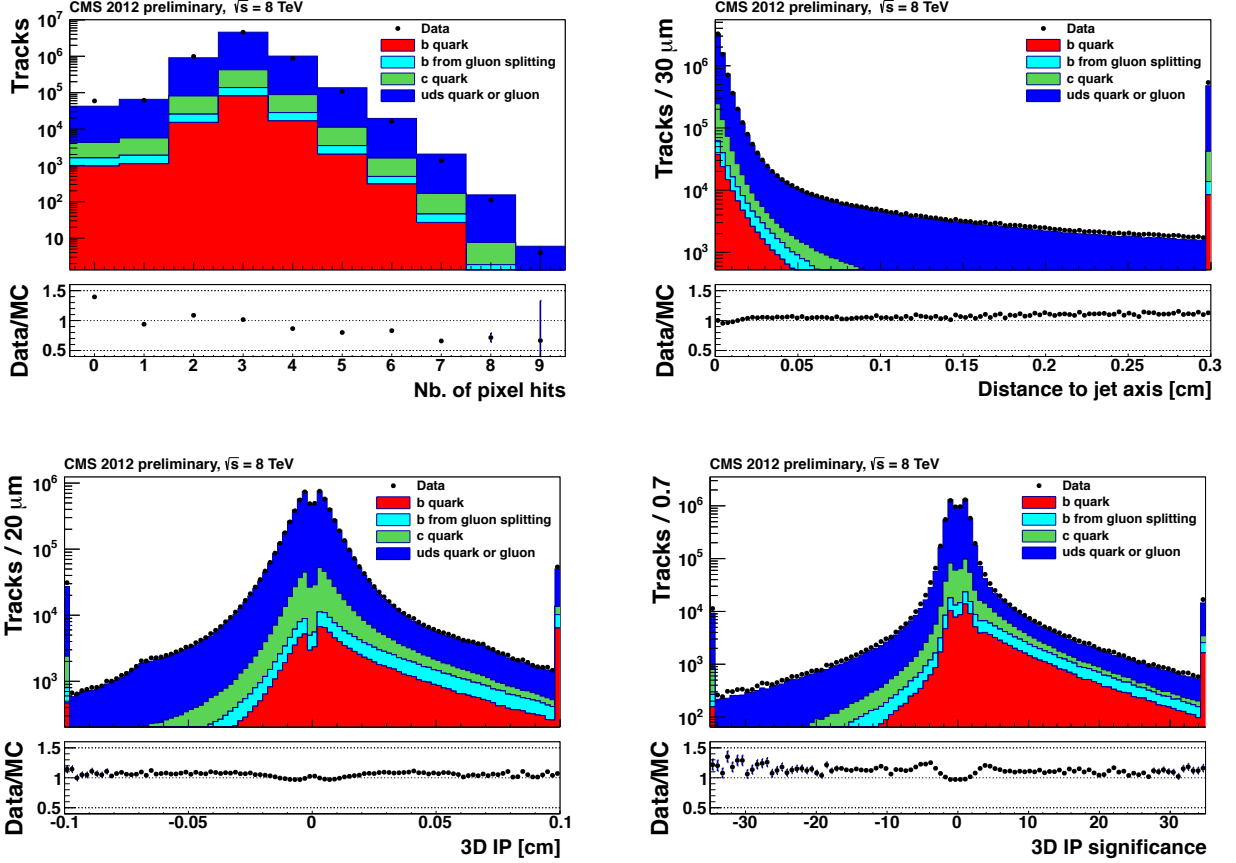 CMS 2012 preliminary, √s = 8 TeV
Tracks
10⁷
10⁶
10⁵
10⁴
10³
10²
10
Data
b quark
b from gluon splitting
c quark
uds quark or gluon
Data/MC
1.5
1
0.5
0 1 2 3 4 5 6 7 8 9
Nb. of pixel hits
CMS 2012 preliminary, √s = 8 TeV
Tracks / 30 μm
10⁶
10⁵
10⁴
10³
Data
b quark
b from gluon splitting
c quark
uds quark or gluon
Data/MC
1.5
1
0.5
0 0.05 0.1 0.15 0.2 0.25 0.3
Distance to jet axis [cm]
CMS 2012 preliminary, √s = 8 TeV
Tracks / 20 μm
10⁶
10⁵
10⁴
10³
Data
b quark
b from gluon splitting
c quark
uds quark or gluon
Data/MC
1.5
1
0.5
-0.1 -0.05 0 0.05 0.1
3D IP [cm]
CMS 2012 preliminary, √s = 8 TeV
Tracks / 0.7
10⁶
10⁵
10⁴
10³
10²
Data
b quark
b from gluon splitting
c quark
uds quark or gluon
Data/MC
1.5
1
0.5
-30 -20 -10 0 10 20 30
3D IP significance